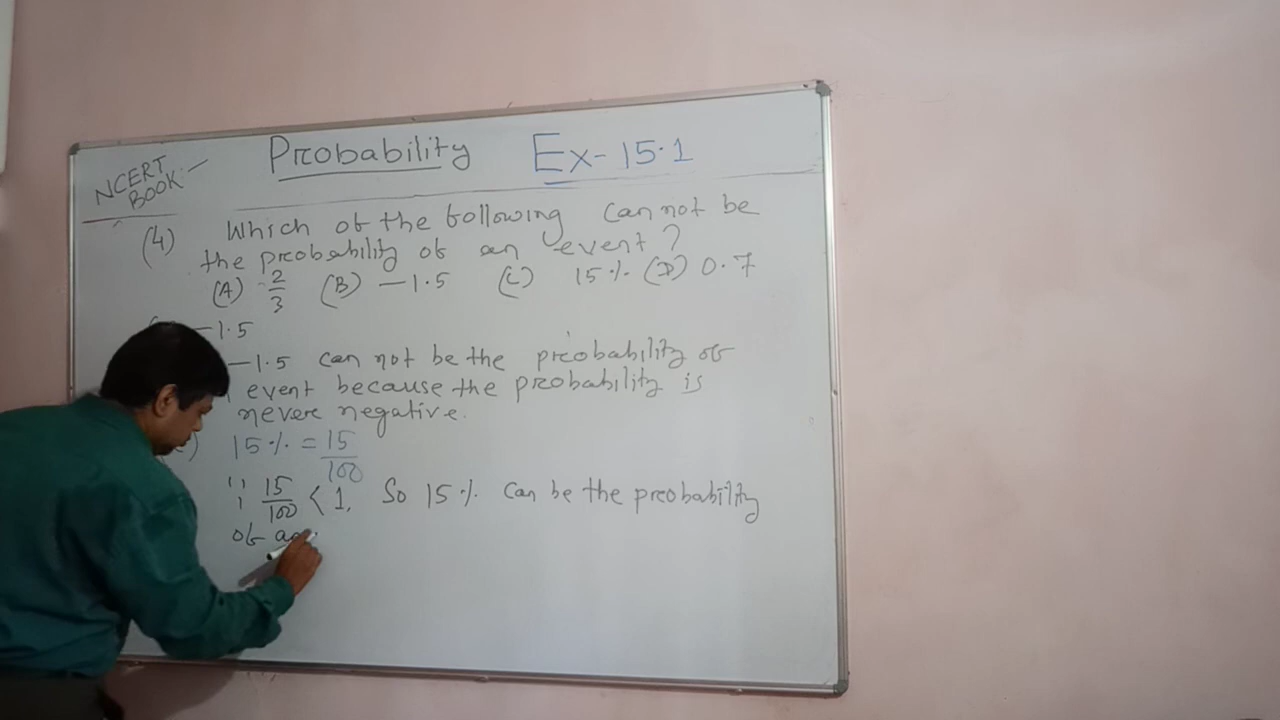 NCERT BOOK:-
Probability Ex-15.1
(4) Which of the following can not be
the probability of an event?
(A) 2/3 (B) -1.5 (C) 15% (D) 0.7
-1.5
-1.5 can not be the probability of
event because the probability is
never negative.
15% = 15/100
15/100 < 1, So 15% can be the probability
of